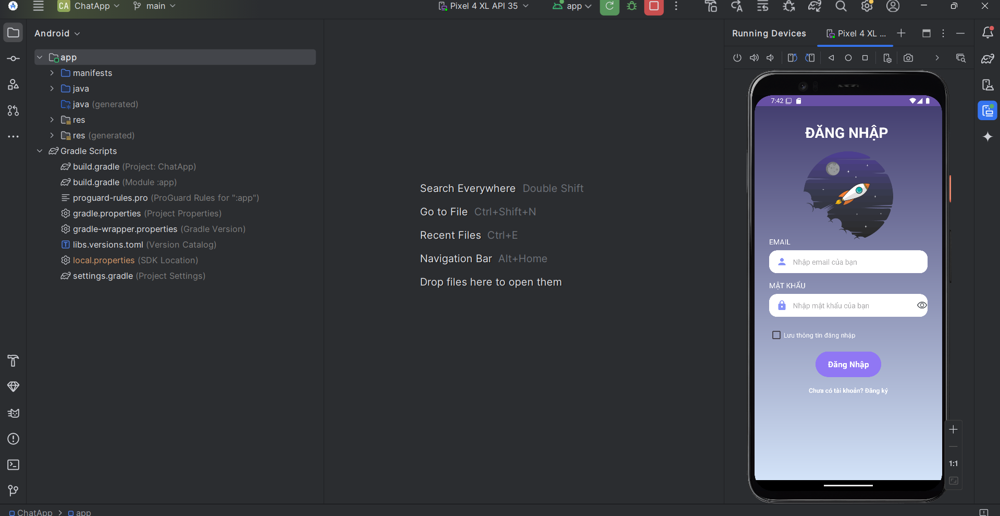 CA ChatApp main Pixel 4 XL API 35 app
Android
app
manifests
java
java (generated)
res
res (generated)
Gradle Scripts
build.gradle (Project: ChatApp)
build.gradle (Module :app)
proguard-rules.pro (ProGuard Rules for ":app")
gradle.properties (Project Properties)
gradle-wrapper.properties (Gradle Version)
libs.versions.toml (Version Catalog)
local.properties (SDK Location)
settings.gradle (Project Settings)
Search Everywhere Double Shift
Go to File Ctrl+Shift+N
Recent Files Ctrl+E
Navigation Bar Alt+Home
Drop files here to open them
Running Devices Pixel 4 XL ...
7:42
ĐĂNG NHẬP
EMAIL
Nhập email của bạn
MẬT KHẨU
Nhập mật khẩu của bạn
Lưu thông tin đăng nhập
Đăng Nhập
Chưa có tài khoản? Đăng ký
1:1
ChatApp > app